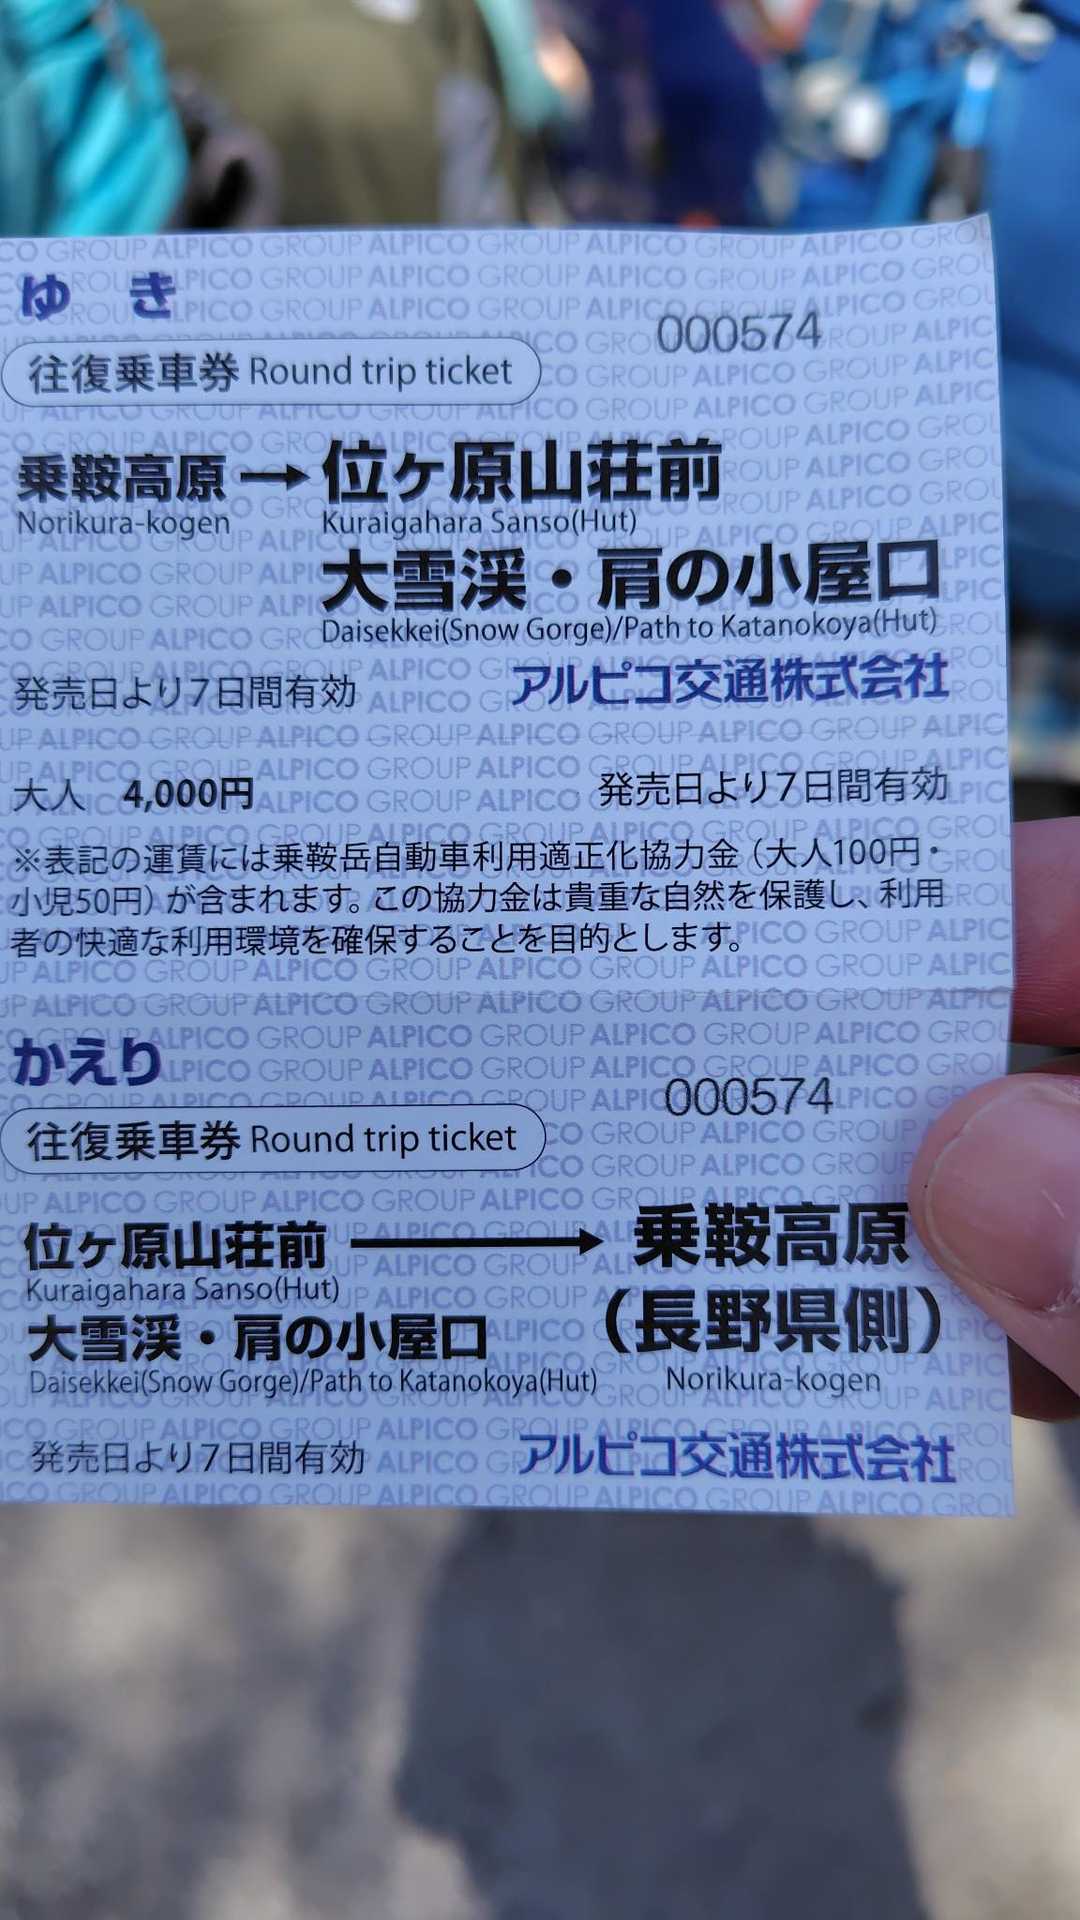 ゆき
000574
往復乗車券 Round trip ticket
乗鞍高原 → 位ヶ原山荘前
Norikura-kogen Kuraigahara Sanso(Hut)
大雪渓・肩の小屋口
Daisekkei(Snow Gorge)/Path to Katanokoya(Hut)
発売日より7日間有効 アルピコ交通株式会社
大人 4,000円 発売日より7日間有効
※表記の運賃には乗鞍岳自動車利用適正化協力金（大人100円・
小児50円）が含まれます。この協力金は貴重な自然を保護し、利用
者の快適な利用環境を確保することを目的とします。
かえり
000574
往復乗車券 Round trip ticket
位ヶ原山荘前 → 乗鞍高原
Kuraigahara Sanso(Hut)
大雪渓・肩の小屋口 （長野県側）
Daisekkei(Snow Gorge)/Path to Katanokoya(Hut) Norikura-kogen
発売日より7日間有効 アルピコ交通株式会社
ALPICO GROUP